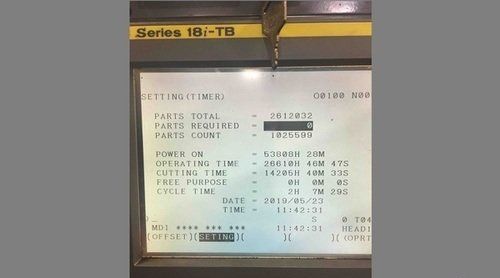 Series 18i-TB
SETTING(TIMER) O0100 N00
PARTS TOTAL = 2612032
PARTS REQUIRED = 0
PARTS COUNT = 1025599
POWER ON = 53808H 28M
OPERATING TIME = 26610H 46M 47S
CUTTING TIME = 14205H 40M 33S
FREE PURPOSE = 0H 0M 0S
CYCLE TIME = 2H 7M 29S
DATE = 2019/05/23
TIME = 11:42:31
S 0 T04
MDI **** *** *** 11:42:31 HEAD1
(OFFSET)(SETING)( )( )(OPRT